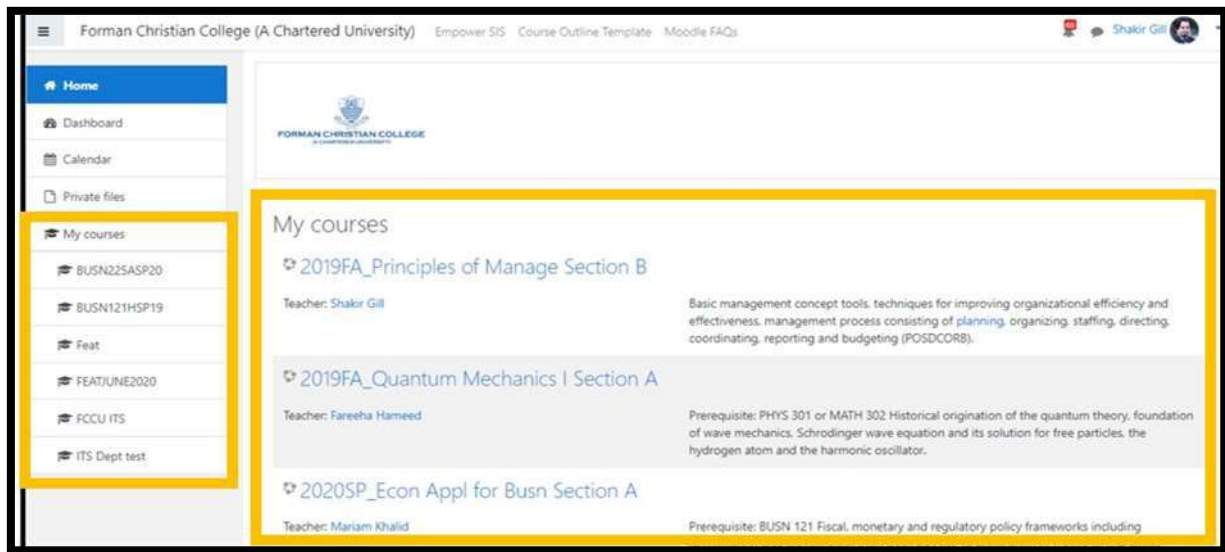 Forman Christian College (A Chartered University) Empower SIS Course Outline Template Moodle FAQs Shakir Gill
Home
Dashboard
Calendar
Private files
My courses
BUSN225ASP20
BUSN121HSP19
Feat
FEATJUNE2020
FCCU ITS
ITS Dept test
FORMAN CHRISTIAN COLLEGE
A CHARTERED UNIVERSITY
My courses
2019FA_Principles of Manage Section B
Teacher: Shakir Gill
Basic management concept tools, techniques for improving organizational efficiency and
effectiveness, management process consisting of planning, organizing, staffing, directing,
coordinating, reporting and budgeting (POSDCORB).
2019FA_Quantum Mechanics I Section A
Teacher: Fareeha Hameed
Prerequisite: PHYS 301 or MATH 302 Historical origination of the quantum theory, foundation
of wave mechanics, Schrodinger wave equation and its solution for free particles, the
hydrogen atom and the harmonic oscillator.
2020SP_Econ Appl for Busn Section A
Teacher: Mariam Khalid
Prerequisite: BUSN 121 Fiscal, monetary and regulatory policy frameworks including